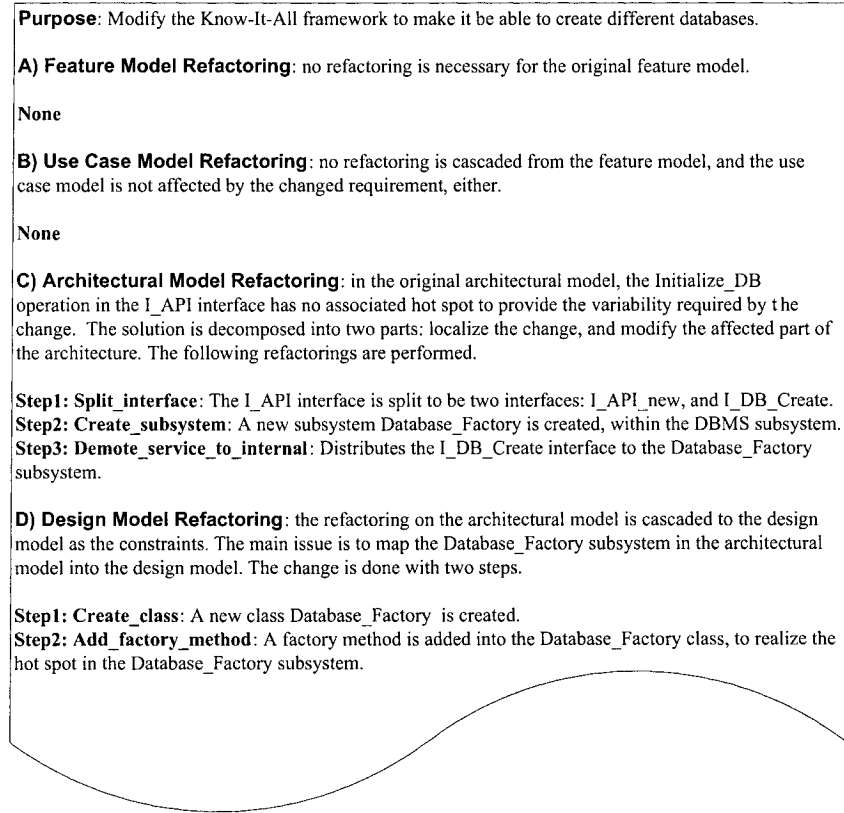 Purpose: Modify the Know-It-All framework to make it be able to create different databases.
A) Feature Model Refactoring: no refactoring is necessary for the original feature model.
None
B) Use Case Model Refactoring: no refactoring is cascaded from the feature model, and the use
case model is not affected by the changed requirement, either.
None
C) Architectural Model Refactoring: in the original architectural model, the Initialize_DB
operation in the I_API interface has no associated hot spot to provide the variability required by the
change. The solution is decomposed into two parts: localize the change, and modify the affected part of
the architecture. The following refactorings are performed.
Step1: Split_interface: The I_API interface is split to be two interfaces: I_API_new, and I_DB_Create.
Step2: Create_subsystem: A new subsystem Database_Factory is created, within the DBMS subsystem.
Step3: Demote_service_to_internal: Distributes the I_DB_Create interface to the Database_Factory
subsystem.
D) Design Model Refactoring: the refactoring on the architectural model is cascaded to the design
model as the constraints. The main issue is to map the Database_Factory subsystem in the architectural
model into the design model. The change is done with two steps.
Step1: Create_class: A new class Database_Factory is created.
Step2: Add_factory_method: A factory method is added into the Database_Factory class, to realize the
hot spot in the Database_Factory subsystem.